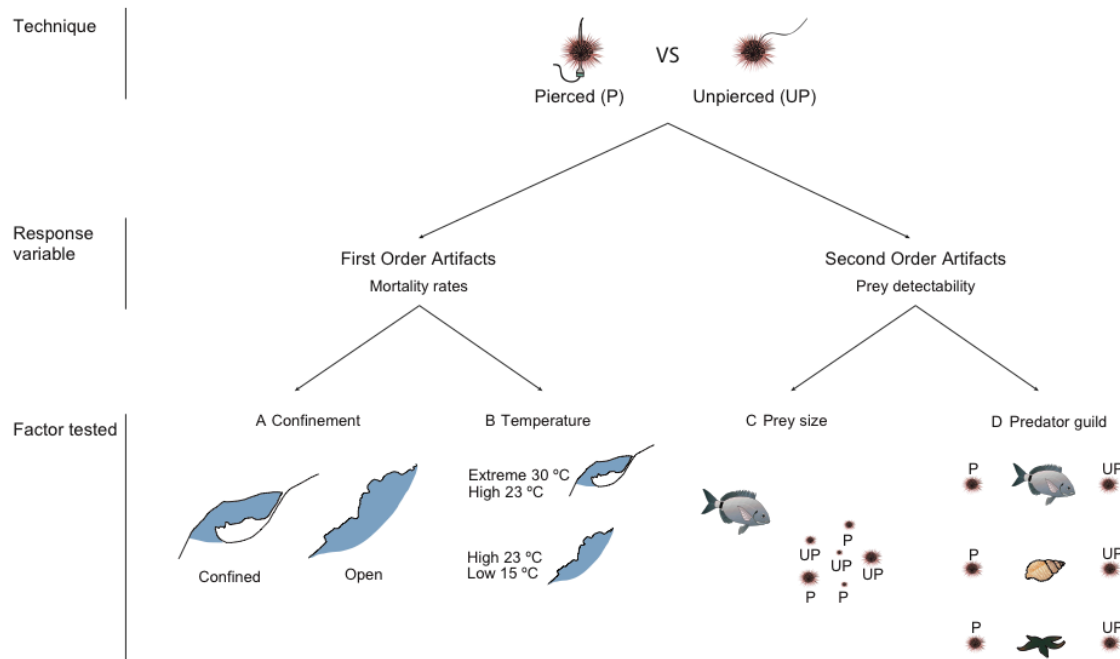 Technique
VS
Pierced (P)
Unpierced (UP)
Response
variable
First Order Artifacts
Mortality rates
Second Order Artifacts
Prey detectability
Factor tested
A Confinement
Confined
Open
B Temperature
Extreme 30 ºC
High 23 ºC
High 23 ºC
Low 15 ºC
C Prey size
P
UP
UP
UP
P
P
D Predator guild
P
UP
P
UP
P
UP